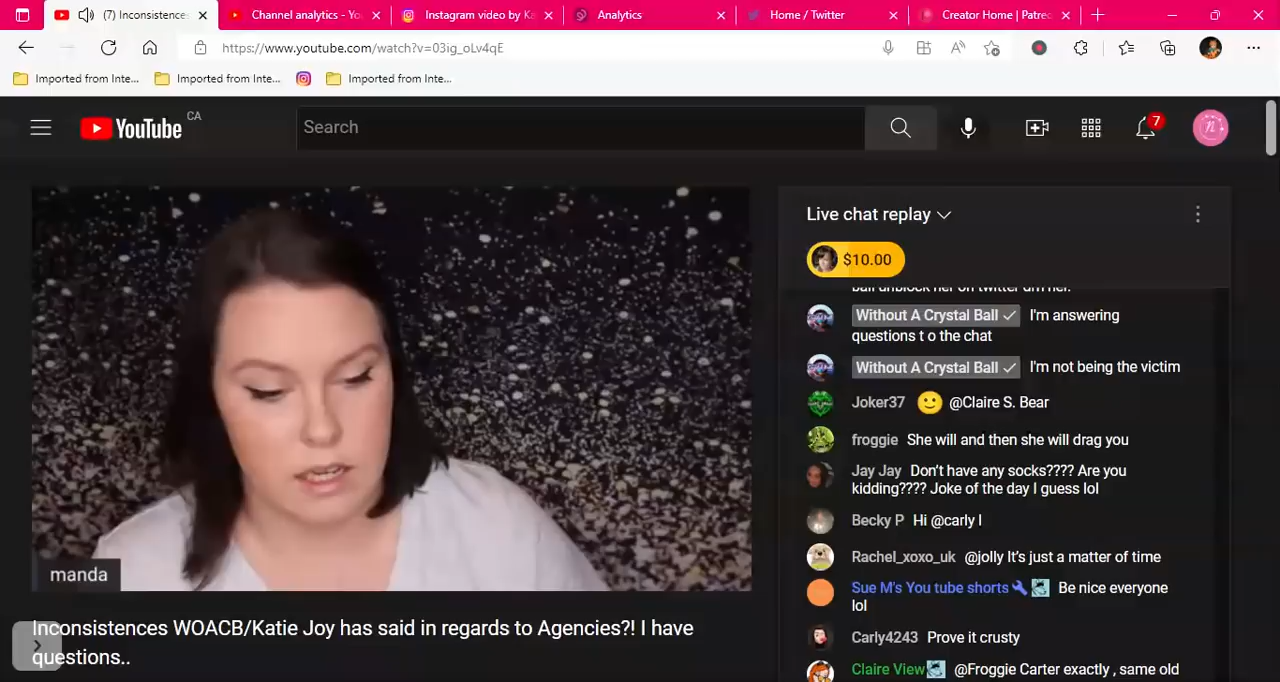 (7) Inconsistences
Channel analytics - Yo
Instagram video by Ka
Analytics
Home / Twitter
Creator Home | Patre
https://www.youtube.com/watch?v=03ig_oLv4qE
Imported from Inte...
Imported from Inte...
Imported from Inte...
YouTube CA
Search
7
Live chat replay
$10.00
ball unblock her on twitter dm her.
Without A Crystal Ball I'm answering
questions t o the chat
Without A Crystal Ball I'm not being the victim
Joker37 @Claire S. Bear
froggie She will and then she will drag you
Jay Jay Don't have any socks???? Are you
kidding???? Joke of the day I guess lol
Becky P Hi @carly l
Rachel_xoxo_uk @jolly It's just a matter of time
Sue M's You tube shorts Be nice everyone
lol
Carly4243 Prove it crusty
Claire View @Froggie Carter exactly , same old
manda
Inconsistences WOACB/Katie Joy has said in regards to Agencies?! I have
questions..